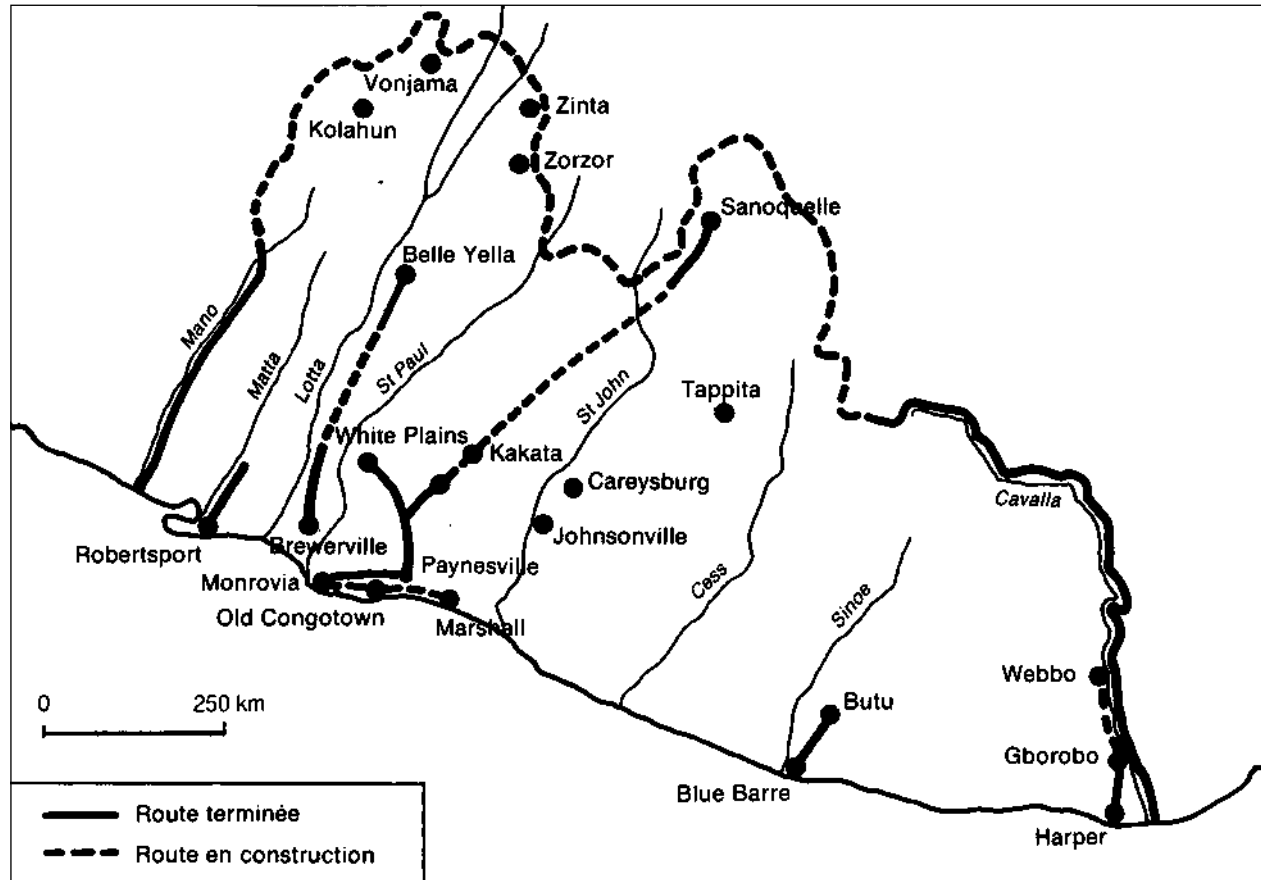 Vonjama
Kolahun
Zinta
Zorzor
Sanoquelle
Belle Yella
Mano
Matta
Lotta
St Paul
St John
Tappita
White Plains
Kakata
Careysburg
Cavalla
Robertsport
Brewerville
Johnsonville
Paynesville
Monrovia
Old Congotown
Marshall
Cess
Sinoe
Webbo
0 250 km
Butu
Gborobo
Blue Barre
Harper
Route terminée
Route en construction